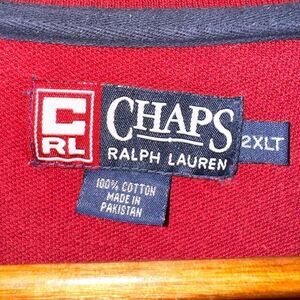 C
RL
CHAPS
RALPH LAUREN
2XLT
100% COTTON
MADE IN
PAKISTAN